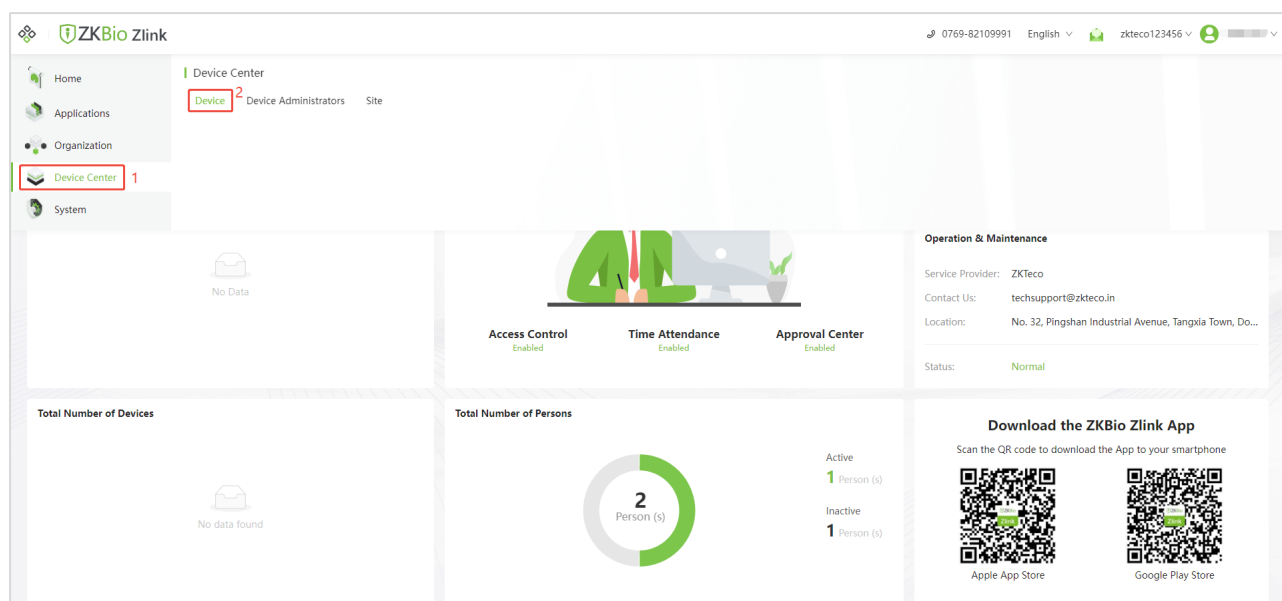 ZKBio Zlink
0769-82109991 English zkteco123456
Home
Applications
Organization
Device Center 1
System
Device Center
Device 2 Device Administrators Site
No Data
Access Control Time Attendance Approval Center
Enabled Enabled Enabled
Operation & Maintenance
Service Provider: ZKTeco
Contact Us: techsupport@zkteco.in
Location: No. 32, Pingshan Industrial Avenue, Tangxia Town, Do...
Status: Normal
Total Number of Devices
No data found
Total Number of Persons
2
Person (s)
Active
1 Person (s)
Inactive
1 Person (s)
Download the ZKBio Zlink App
Scan the QR code to download the App to your smartphone
Zlink
Zlink
Apple App Store Google Play Store